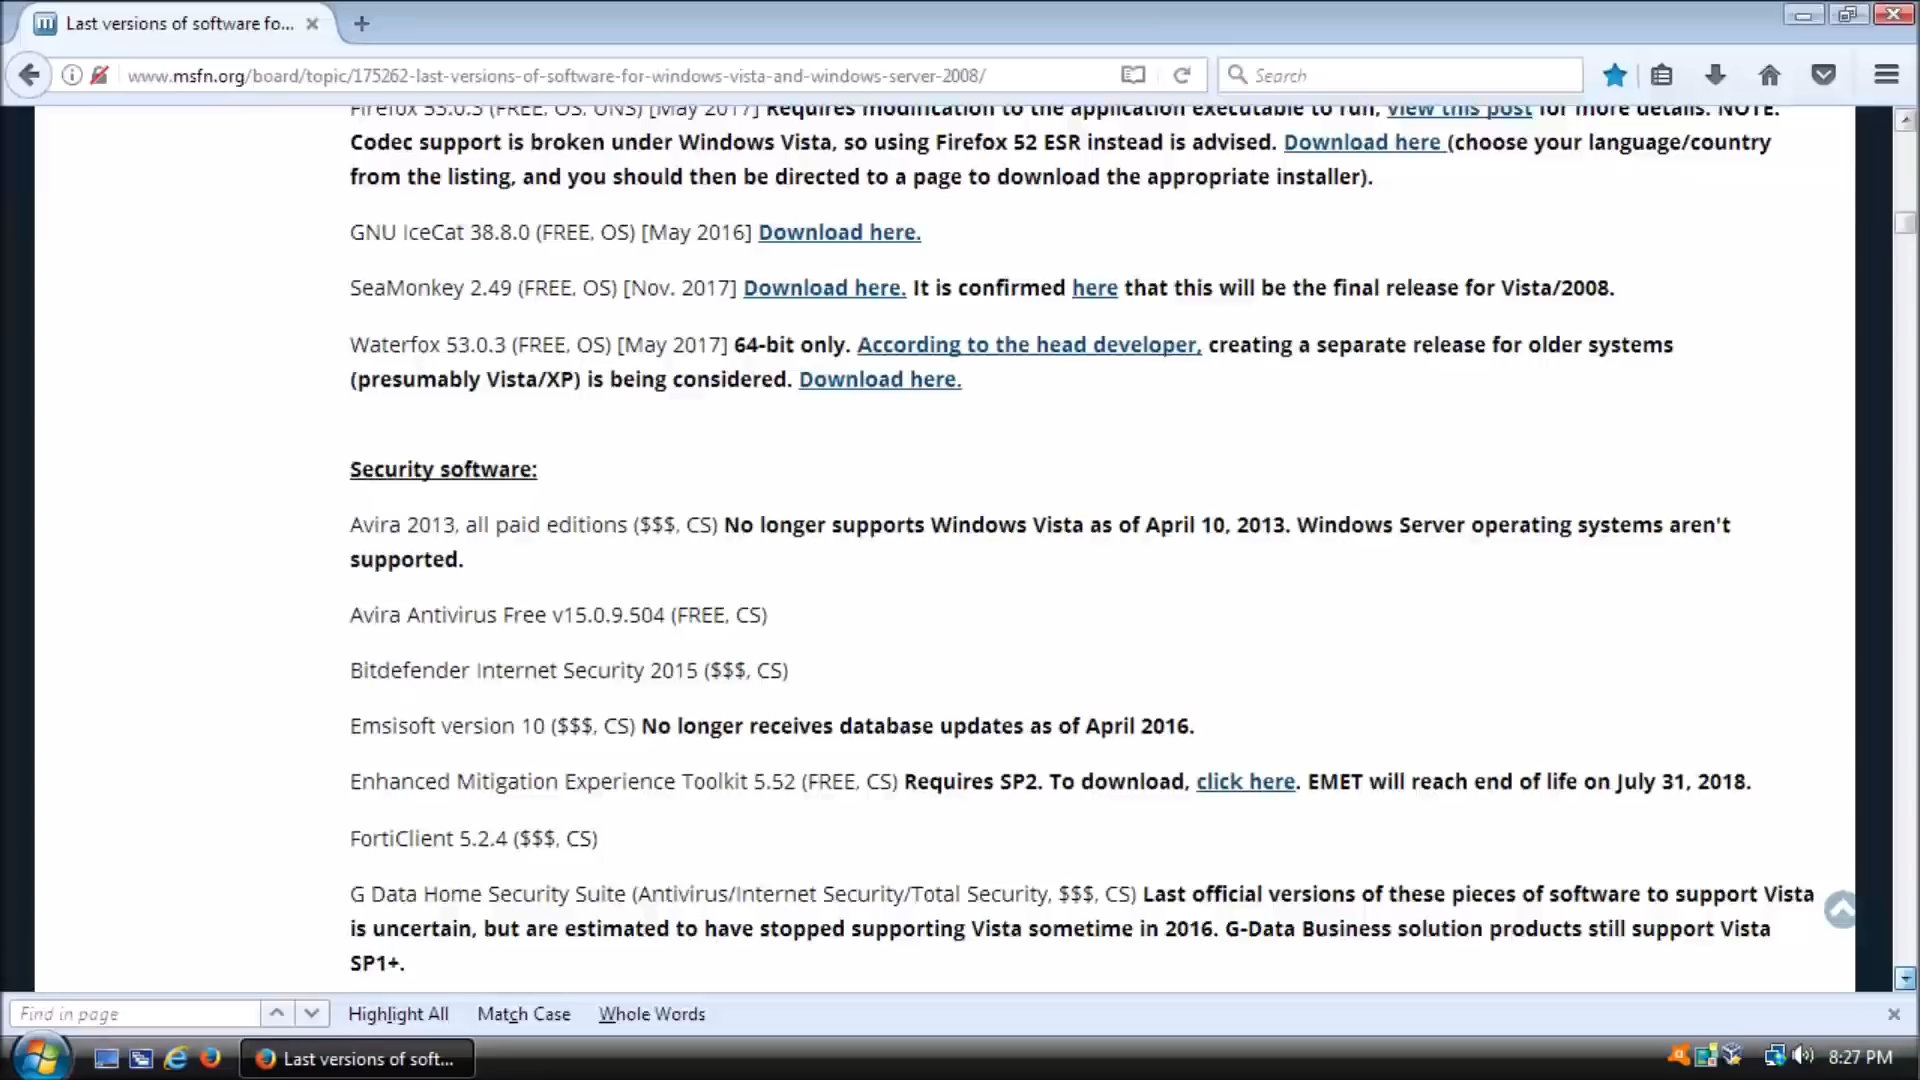 Last versions of software fo...
www.msfn.org/board/topic/175262-last-versions-of-software-for-windows-vista-and-windows-server-2008/
Search
Firefox 53.0.3 (FREE, OS, UNS) [May 2017] Requires modification to the application executable to run, view this post for more details. NOTE:
Codec support is broken under Windows Vista, so using Firefox 52 ESR instead is advised. Download here (choose your language/country
from the listing, and you should then be directed to a page to download the appropriate installer).
GNU IceCat 38.8.0 (FREE, OS) [May 2016] Download here.
SeaMonkey 2.49 (FREE, OS) [Nov. 2017] Download here. It is confirmed here that this will be the final release for Vista/2008.
Waterfox 53.0.3 (FREE, OS) [May 2017] 64-bit only. According to the head developer, creating a separate release for older systems
(presumably Vista/XP) is being considered. Download here.
Security software:
Avira 2013, all paid editions ($$$, CS) No longer supports Windows Vista as of April 10, 2013. Windows Server operating systems aren't
supported.
Avira Antivirus Free v15.0.9.504 (FREE, CS)
Bitdefender Internet Security 2015 ($$$, CS)
Emsisoft version 10 ($$$, CS) No longer receives database updates as of April 2016.
Enhanced Mitigation Experience Toolkit 5.52 (FREE, CS) Requires SP2. To download, click here. EMET will reach end of life on July 31, 2018.
FortiClient 5.2.4 ($$$, CS)
G Data Home Security Suite (Antivirus/Internet Security/Total Security, $$$, CS) Last official versions of these pieces of software to support Vista
is uncertain, but are estimated to have stopped supporting Vista sometime in 2016. G-Data Business solution products still support Vista
SP1+.
Find in page
Highlight All
Match Case
Whole Words
Last versions of soft...
8:27 PM